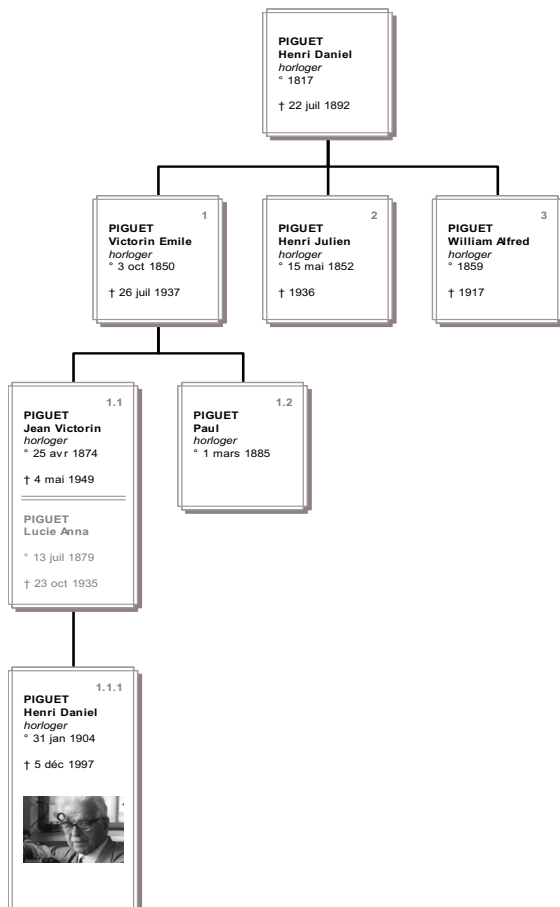 PIGUET
Henri Daniel
horloger
° 1817
† 22 juil 1892
1
PIGUET
Victorin Emile
horloger
° 3 oct 1850
† 26 juil 1937
2
PIGUET
Henri Julien
horloger
° 15 mai 1852
† 1936
3
PIGUET
William Alfred
horloger
° 1859
† 1917
1.1
PIGUET
Jean Victorin
horloger
° 25 avr 1874
† 4 mai 1949
PIGUET
Lucie Anna
° 13 juil 1879
† 23 oct 1935
1.2
PIGUET
Paul
horloger
° 1 mars 1885
1.1.1
PIGUET
Henri Daniel
horloger
° 31 jan 1904
† 5 déc 1997